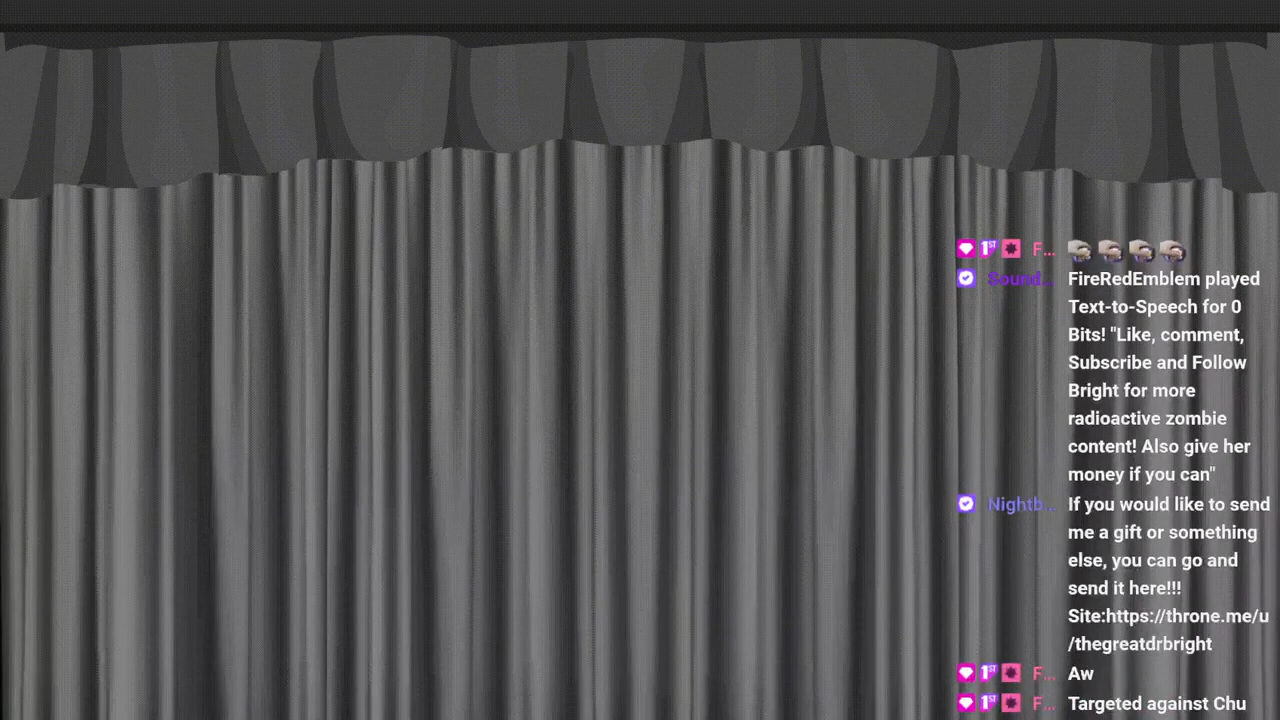 F...
Sound... FireRedEmblem played
Text-to-Speech for 0
Bits! "Like, comment,
Subscribe and Follow
Bright for more
radioactive zombie
content! Also give her
money if you can"
Nightb... If you would like to send
me a gift or something
else, you can go and
send it here!!!
Site:https://throne.me/u
/thegreatdrbright
F... Aw
F... Targeted against Chu